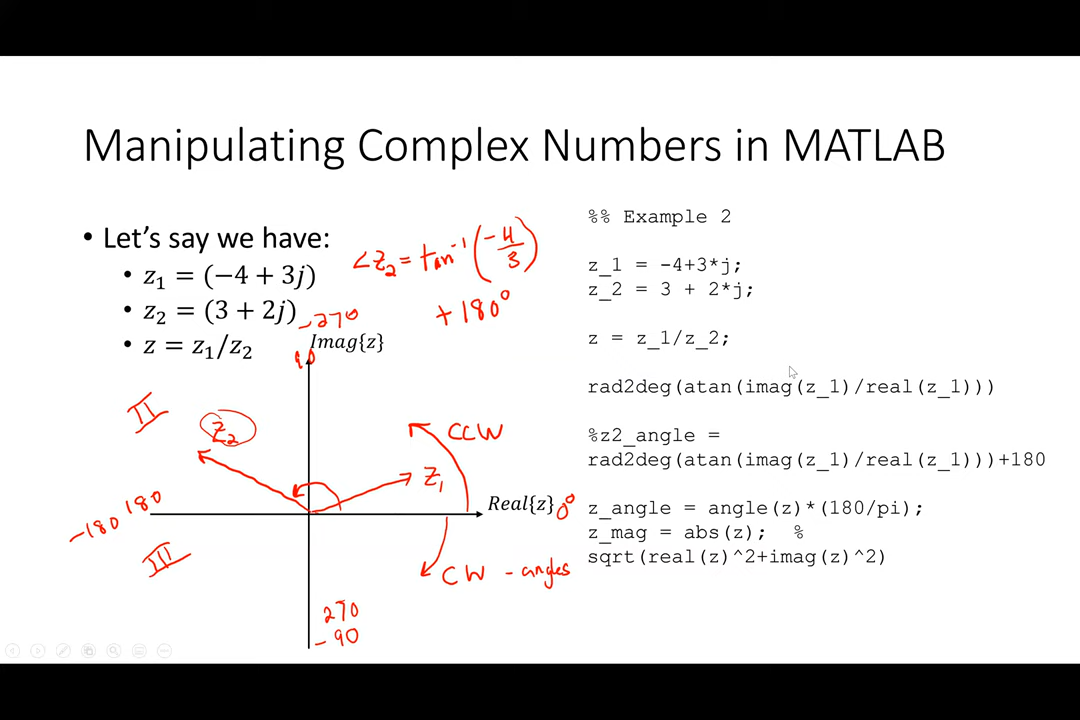 Manipulating Complex Numbers in MATLAB
• Let's say we have:
• z₁ = (−4 + 3j)
• z₂ = (3 + 2j)
• z = z₁/z₂
∠Z₂ = tan⁻¹(−4/3)
+180°
-270
90
Imag{z}
II
Z₂
CCW
Z₁
Real{z} 0°
-180 180
III
CW - angles
270
-90
%% Example 2
z_1 = -4+3*j;
z_2 = 3 + 2*j;
z = z_1/z_2;
rad2deg(atan(imag(z_1)/real(z_1)))
%z2_angle =
rad2deg(atan(imag(z_1)/real(z_1)))+180
z_angle = angle(z)*(180/pi);
z_mag = abs(z); %
sqrt(real(z)^2+imag(z)^2)